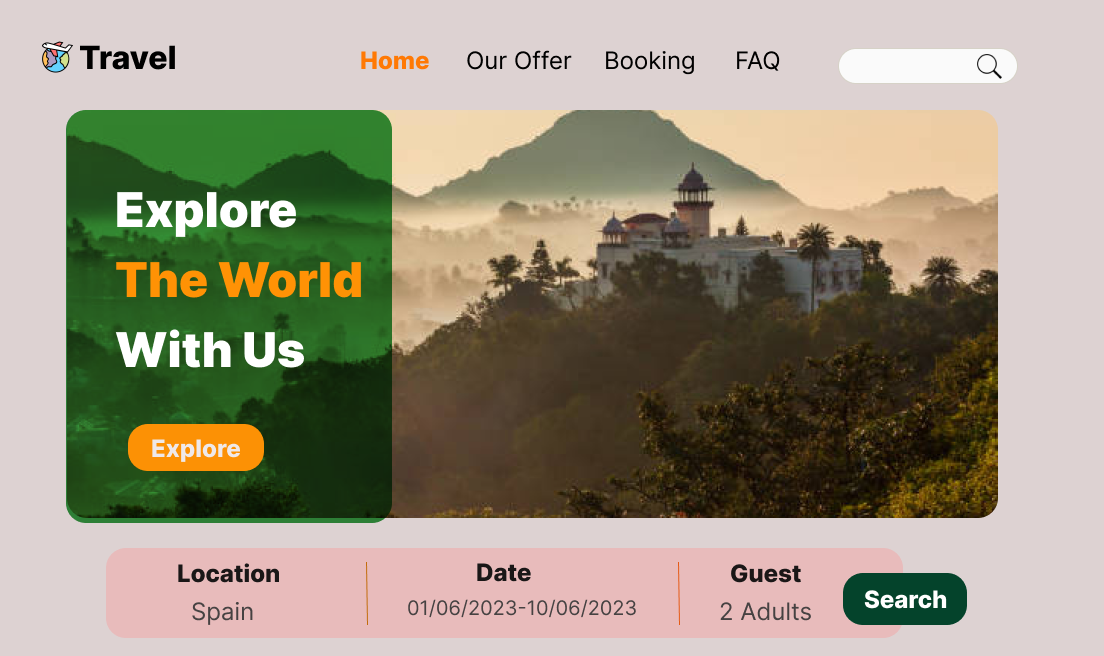 Travel
Home Our Offer Booking FAQ
Explore
The World
With Us
Explore
Location
Spain
Date
01/06/2023-10/06/2023
Guest
2 Adults
Search